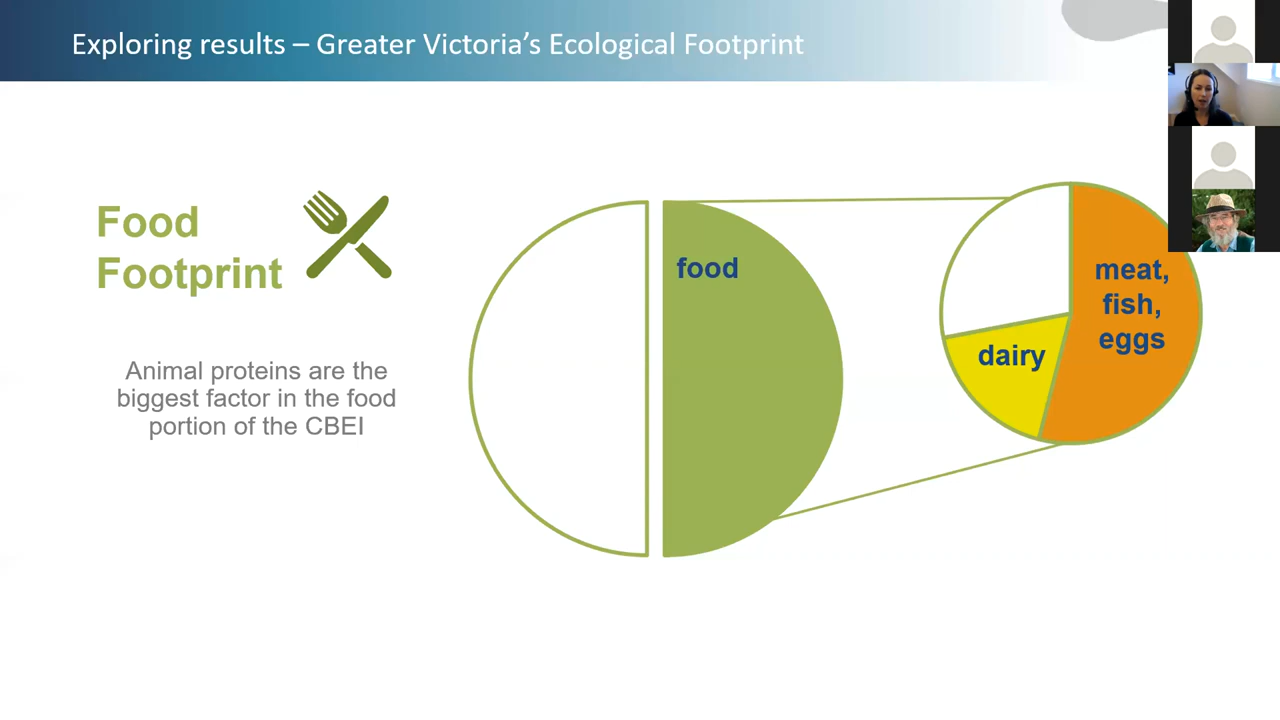 Exploring results – Greater Victoria's Ecological Footprint
Food
Footprint
Animal proteins are the
biggest factor in the food
portion of the CBEI
food
dairy
meat,
fish,
eggs